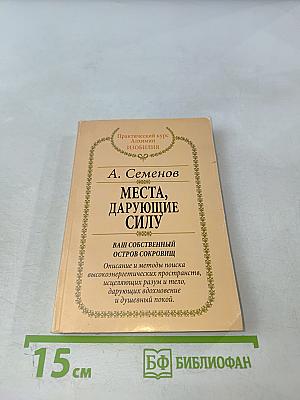 Практический курс
Алхимии
ИЗОБИЛИЯ
А. Семенов
МЕСТА,
ДАРУЮЩИЕ
СИЛУ
ВАШ СОБСТВЕННЫЙ
ОСТРОВ СОКРОВИЩ
Описание и методы поиска
высокоэнергетических пространств,
исцеляющих разум и тело,
дарующих вдохновение
и душевный покой.
15 см
БФ БИБЛИОФАН